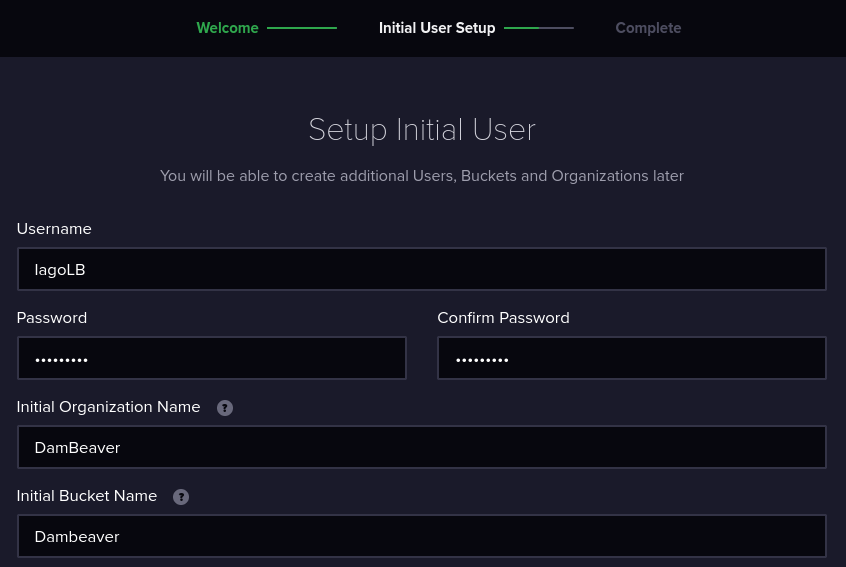 Welcome Initial User Setup Complete
Setup Initial User
You will be able to create additional Users, Buckets and Organizations later
Username
IagoLB
Password Confirm Password
••••••••• •••••••••
Initial Organization Name ?
DamBeaver
Initial Bucket Name ?
Dambeaver